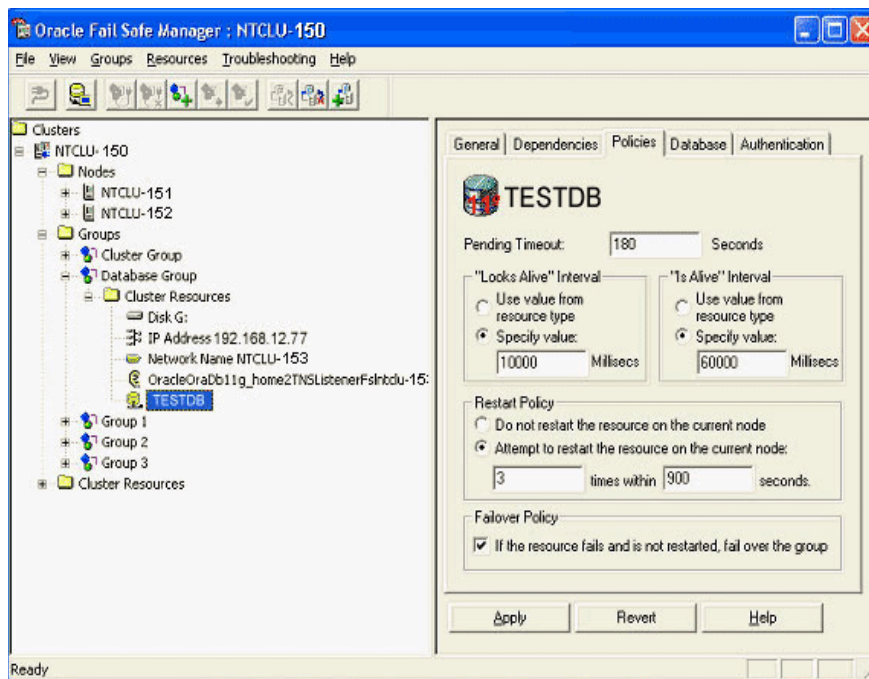 Oracle Fail Safe Manager : NTCLU-150
File View Groups Resources Troubleshooting Help
Clusters
NTCLU-150
Nodes
NTCLU-151
NTCLU-152
Groups
Cluster Group
Database Group
Cluster Resources
Disk G:
IP Address 192.168.12.77
Network Name NTCLU-153
OracleOraDb11g_home2TNSListenerFslntclu-15
TESTDB
Group 1
Group 2
Group 3
Cluster Resources
General Dependencies Policies Database Authentication
TESTDB
Pending Timeout: 180 Seconds
"Looks Alive" Interval
Use value from
resource type
Specify value:
10000 Millisecs
"Is Alive" Interval
Use value from
resource type
Specify value:
60000 Millisecs
Restart Policy
Do not restart the resource on the current node
Attempt to restart the resource on the current node:
3 times within 900 seconds.
Failover Policy
If the resource fails and is not restarted, fail over the group
Apply Revert Help
Ready